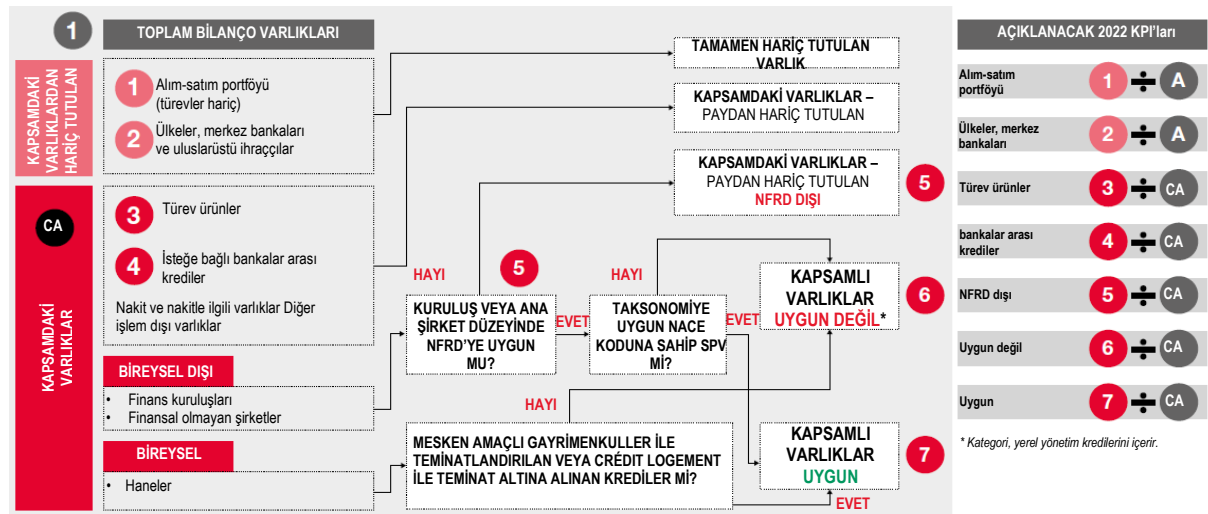 1
TOPLAM BİLANÇO VARLIKLARI
KAPSAMDAKİ
VARLIKLARDAN
HARİÇ TUTULAN
1
Alım-satım portföyü
(türevler hariç)
2
Ülkeler, merkez bankaları
ve uluslarüstü ihraççılar
CA
KAPSAMDAKİ
VARLIKLAR
3
Türev ürünler
4
İsteğe bağlı bankalar arası
krediler
Nakit ve nakitle ilgili varlıklar Diğer
işlem dışı varlıklar
BİREYSEL DIŞI
• Finans kuruluşları
• Finansal olmayan şirketler
BİREYSEL
• Haneler
TAMAMEN HARİÇ TUTULAN
VARLIK
KAPSAMDAKİ VARLIKLAR –
PAYDAN HARİÇ TUTULAN
KAPSAMDAKİ VARLIKLAR –
PAYDAN HARİÇ TUTULAN
NFRD DIŞI
5
HAYI
5
KURULUŞ VEYA ANA
ŞİRKET DÜZEYİNDE
NFRD'YE UYGUN
MU?
EVET
HAYI
TAKSONOMİYE
UYGUN NACE
KODUNA SAHİP SPV
Mİ?
EVET
KAPSAMLI
VARLIKLAR
UYGUN DEĞİL*
6
HAYI
MESKEN AMAÇLI GAYRİMENKULLER İLE
TEMİNATLANDIRILAN VEYA CRÉDIT LOGEMENT
İLE TEMİNAT ALTINA ALINAN KREDİLER Mİ?
KAPSAMLI
VARLIKLAR
UYGUN
7
EVET
AÇIKLANACAK 2022 KPI'ları
Alım-satım
portföyü
1 ÷ A
Ülkeler, merkez
bankaları
2 ÷ A
Türev ürünler
3 ÷ CA
bankalar arası
krediler
4 ÷ CA
NFRD dışı
5 ÷ CA
Uygun değil
6 ÷ CA
Uygun
7 ÷ CA
* Kategori, yerel yönetim kredilerini içerir.